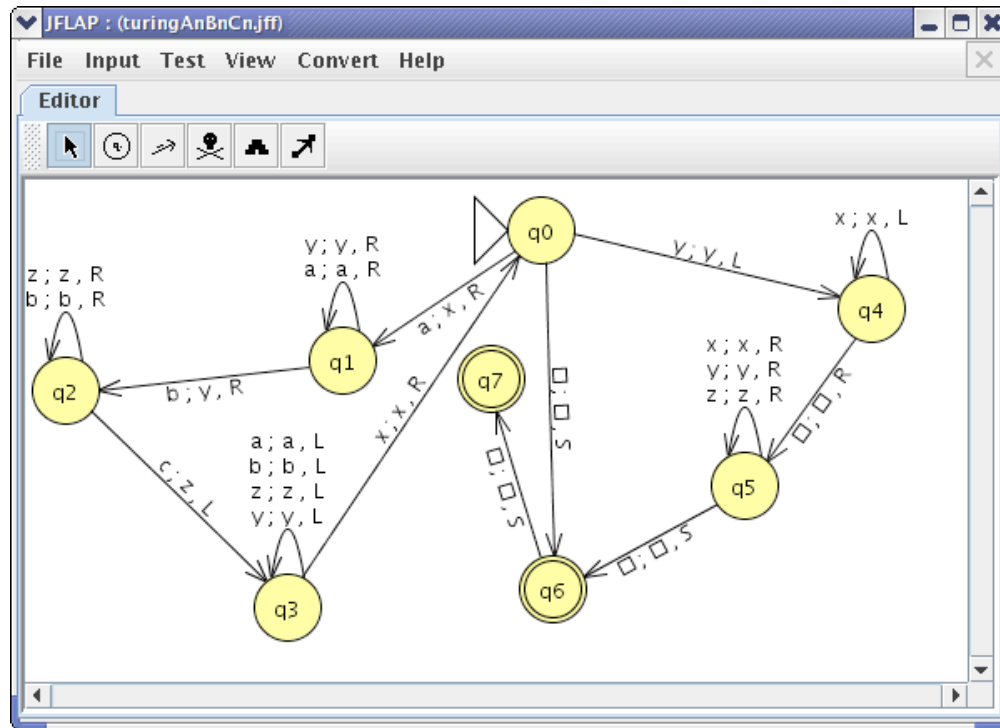 JFLAP : (turingAnBnCn.jff)
File Input Test View Convert Help
Editor
q0
y ; y , L
x ; x , L
q4
y ; y , R
a ; a , R
q1
a ; x , R
z ; z , R
b ; b , R
q2
b ; y , R
q7
□ ; □ , S
x ; x , R
y ; y , R
z ; z , R
□ ; □ , R
q5
x ; x , R
a ; a , L
b ; b , L
z ; z , L
y ; y , L
c ; z , L
q3
□ ; □ , S
□ ; □ , S
q6